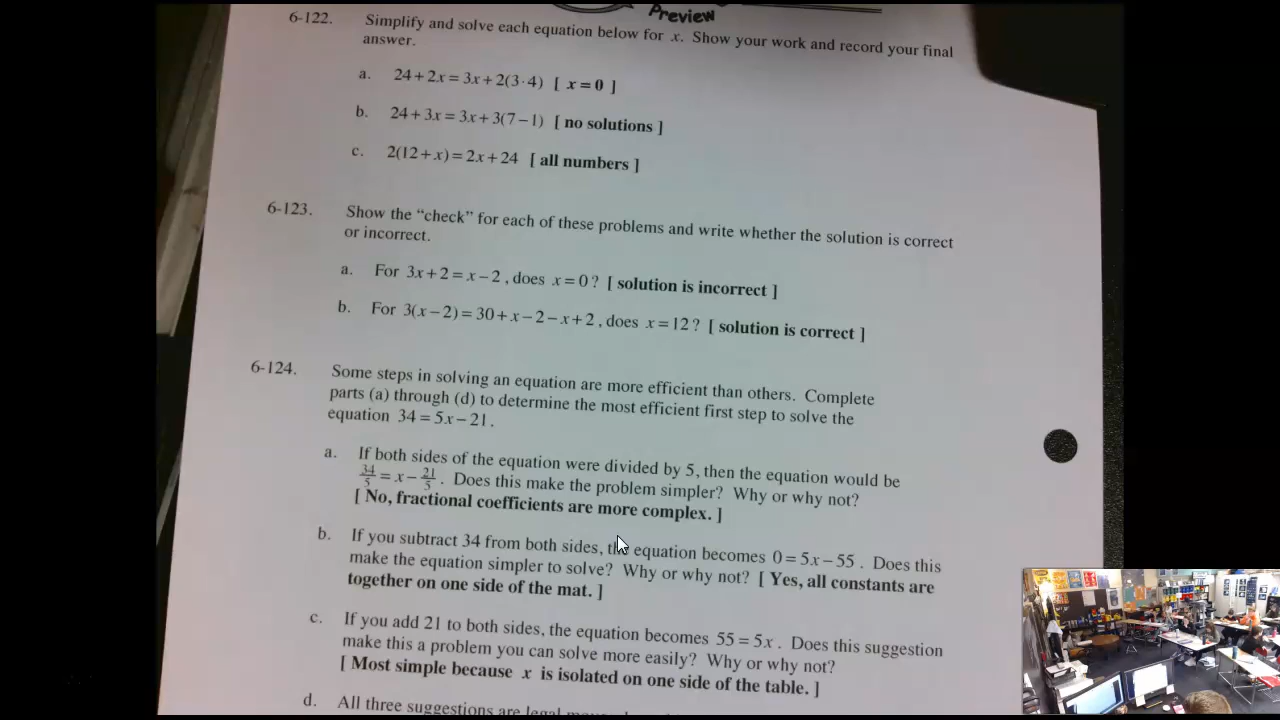 Preview
6-122. Simplify and solve each equation below for x. Show your work and record your final
answer.
a. 24+2x = 3x+2(3·4) [ x=0 ]
b. 24+3x = 3x+3(7−1) [ no solutions ]
c. 2(12+x) = 2x+24 [ all numbers ]
6-123. Show the “check” for each of these problems and write whether the solution is correct
or incorrect.
a. For 3x+2 = x−2, does x=0? [ solution is incorrect ]
b. For 3(x−2) = 30+x−2−x+2, does x=12? [ solution is correct ]
6-124. Some steps in solving an equation are more efficient than others. Complete
parts (a) through (d) to determine the most efficient first step to solve the
equation 34 = 5x−21.
a. If both sides of the equation were divided by 5, then the equation would be
34/5 = x− 21/5. Does this make the problem simpler? Why or why not?
[ No, fractional coefficients are more complex. ]
b. If you subtract 34 from both sides, the equation becomes 0 = 5x−55. Does this
make the equation simpler to solve? Why or why not? [ Yes, all constants are
together on one side of the mat. ]
c. If you add 21 to both sides, the equation becomes 55 = 5x. Does this suggestion
make this a problem you can solve more easily? Why or why not?
[ Most simple because x is isolated on one side of the table. ]
d. All three suggestions are legal